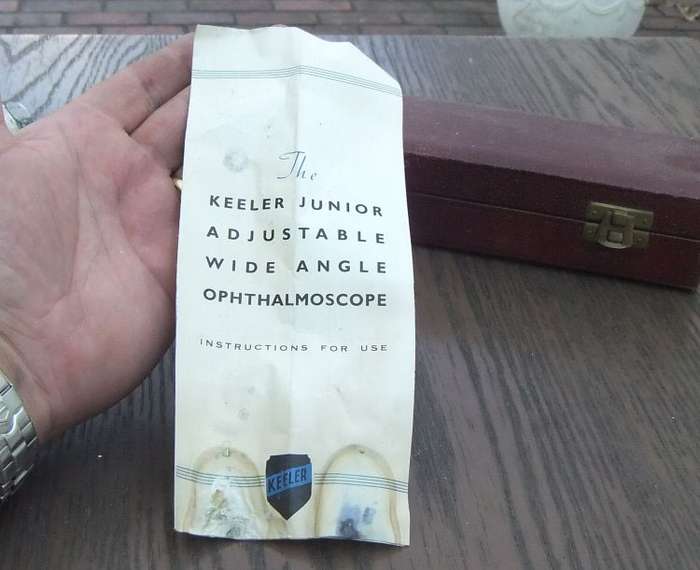 The
KEELER JUNIOR
ADJUSTABLE
WIDE ANGLE
OPHTHALMOSCOPE
INSTRUCTIONS FOR USE
KEELER